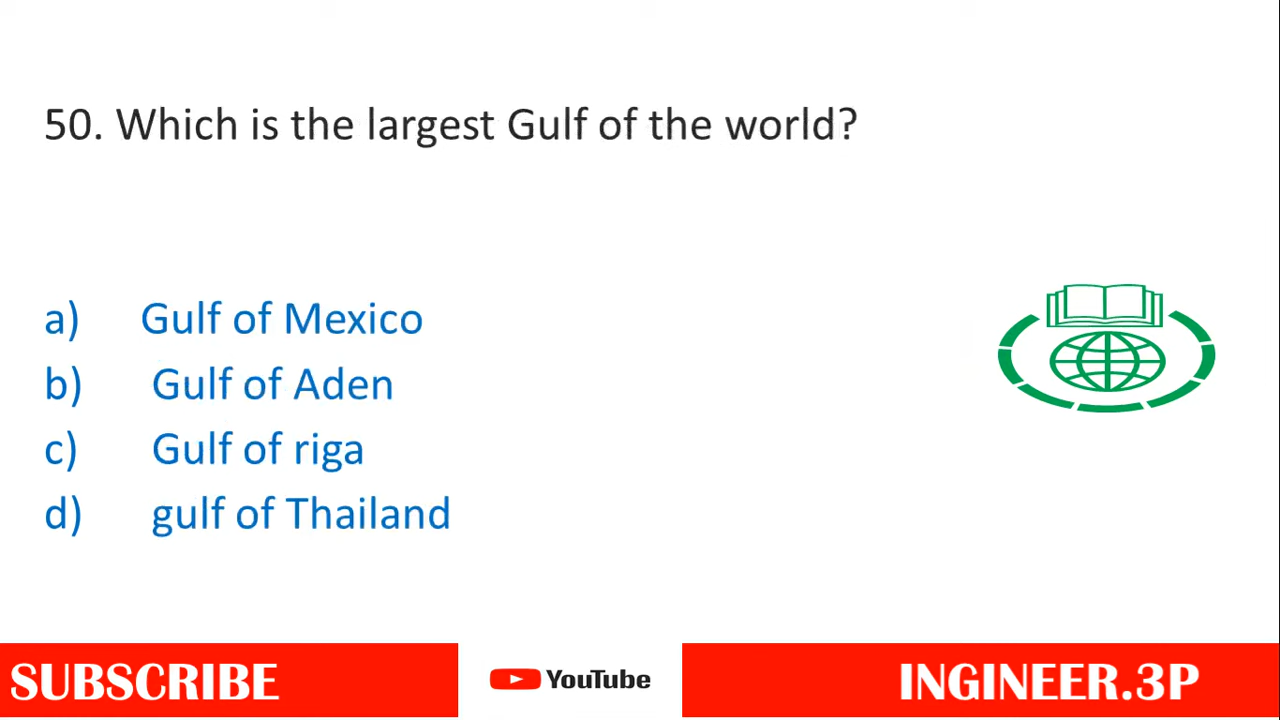 50. Which is the largest Gulf of the world?
a) Gulf of Mexico
b) Gulf of Aden
c) Gulf of riga
d) gulf of Thailand
SUBSCRIBE YouTube INGINEER.3P